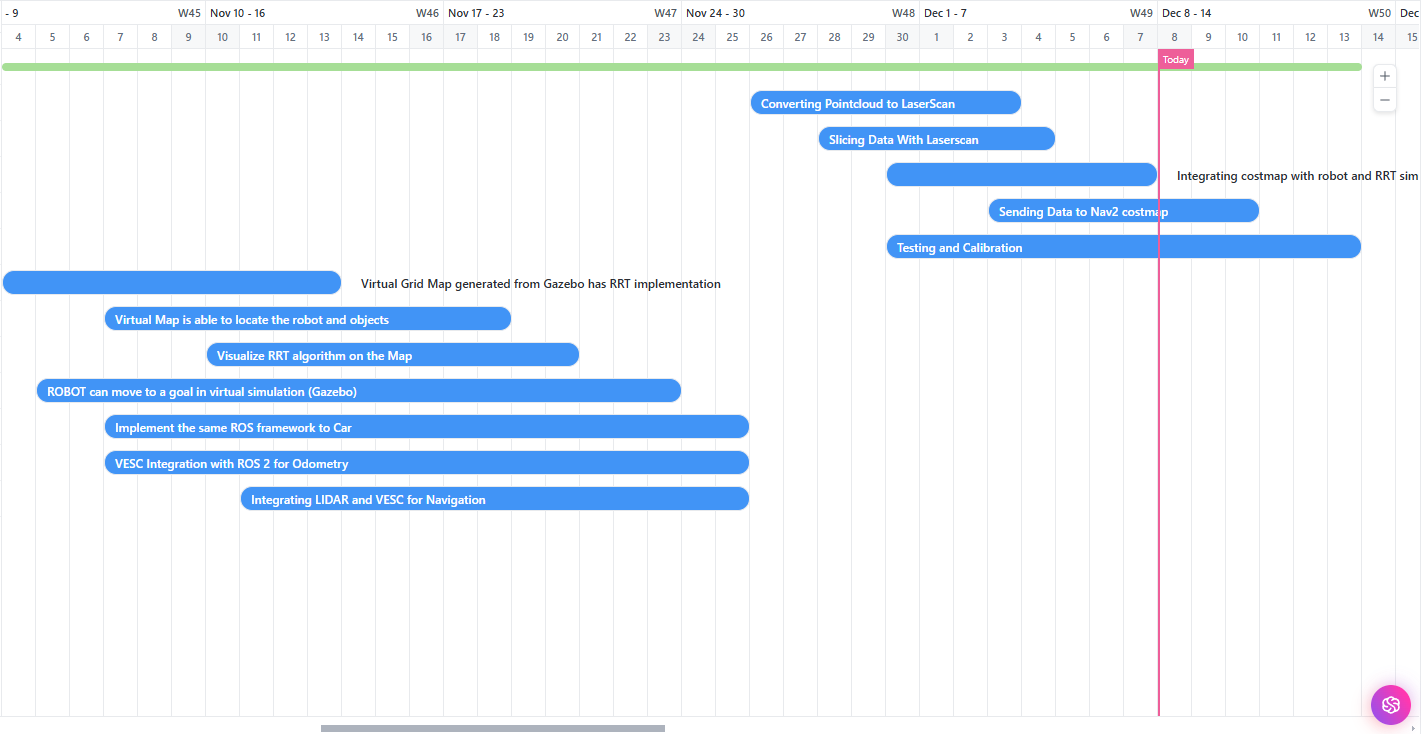 - 9 W45 Nov 10 - 16 W46 Nov 17 - 23 W47 Nov 24 - 30 W48 Dec 1 - 7 W49 Dec 8 - 14 W50 Dec
4 5 6 7 8 9 10 11 12 13 14 15 16 17 18 19 20 21 22 23 24 25 26 27 28 29 30 1 2 3 4 5 6 7 8 9 10 11 12 13 14 15
Today
Converting Pointcloud to LaserScan
Slicing Data With Laserscan
Integrating costmap with robot and RRT sim
Sending Data to Nav2 costmap
Testing and Calibration
Virtual Grid Map generated from Gazebo has RRT implementation
Virtual Map is able to locate the robot and objects
Visualize RRT algorithm on the Map
ROBOT can move to a goal in virtual simulation (Gazebo)
Implement the same ROS framework to Car
VESC Integration with ROS 2 for Odometry
Integrating LIDAR and VESC for Navigation